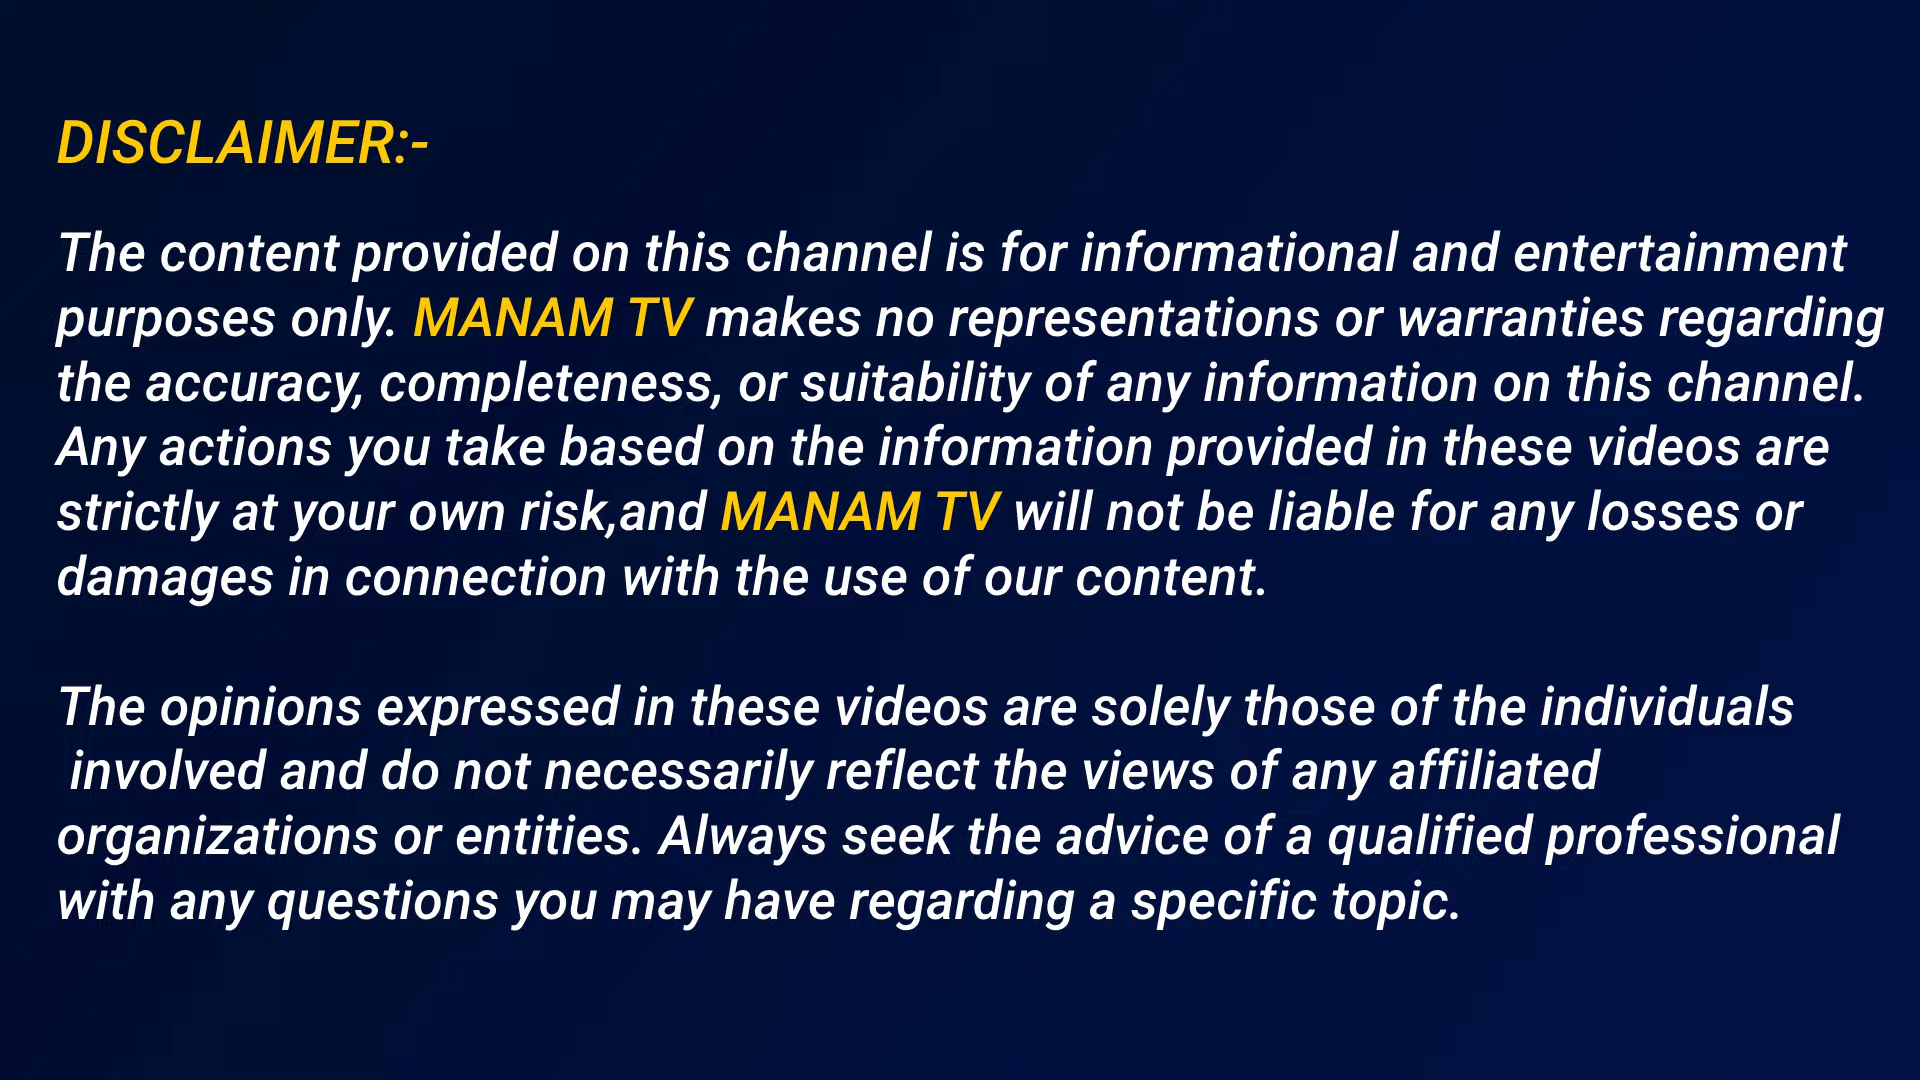 DISCLAIMER:-
The content provided on this channel is for informational and entertainment
purposes only. MANAM TV makes no representations or warranties regarding
the accuracy, completeness, or suitability of any information on this channel.
Any actions you take based on the information provided in these videos are
strictly at your own risk,and MANAM TV will not be liable for any losses or
damages in connection with the use of our content.
The opinions expressed in these videos are solely those of the individuals
involved and do not necessarily reflect the views of any affiliated
organizations or entities. Always seek the advice of a qualified professional
with any questions you may have regarding a specific topic.